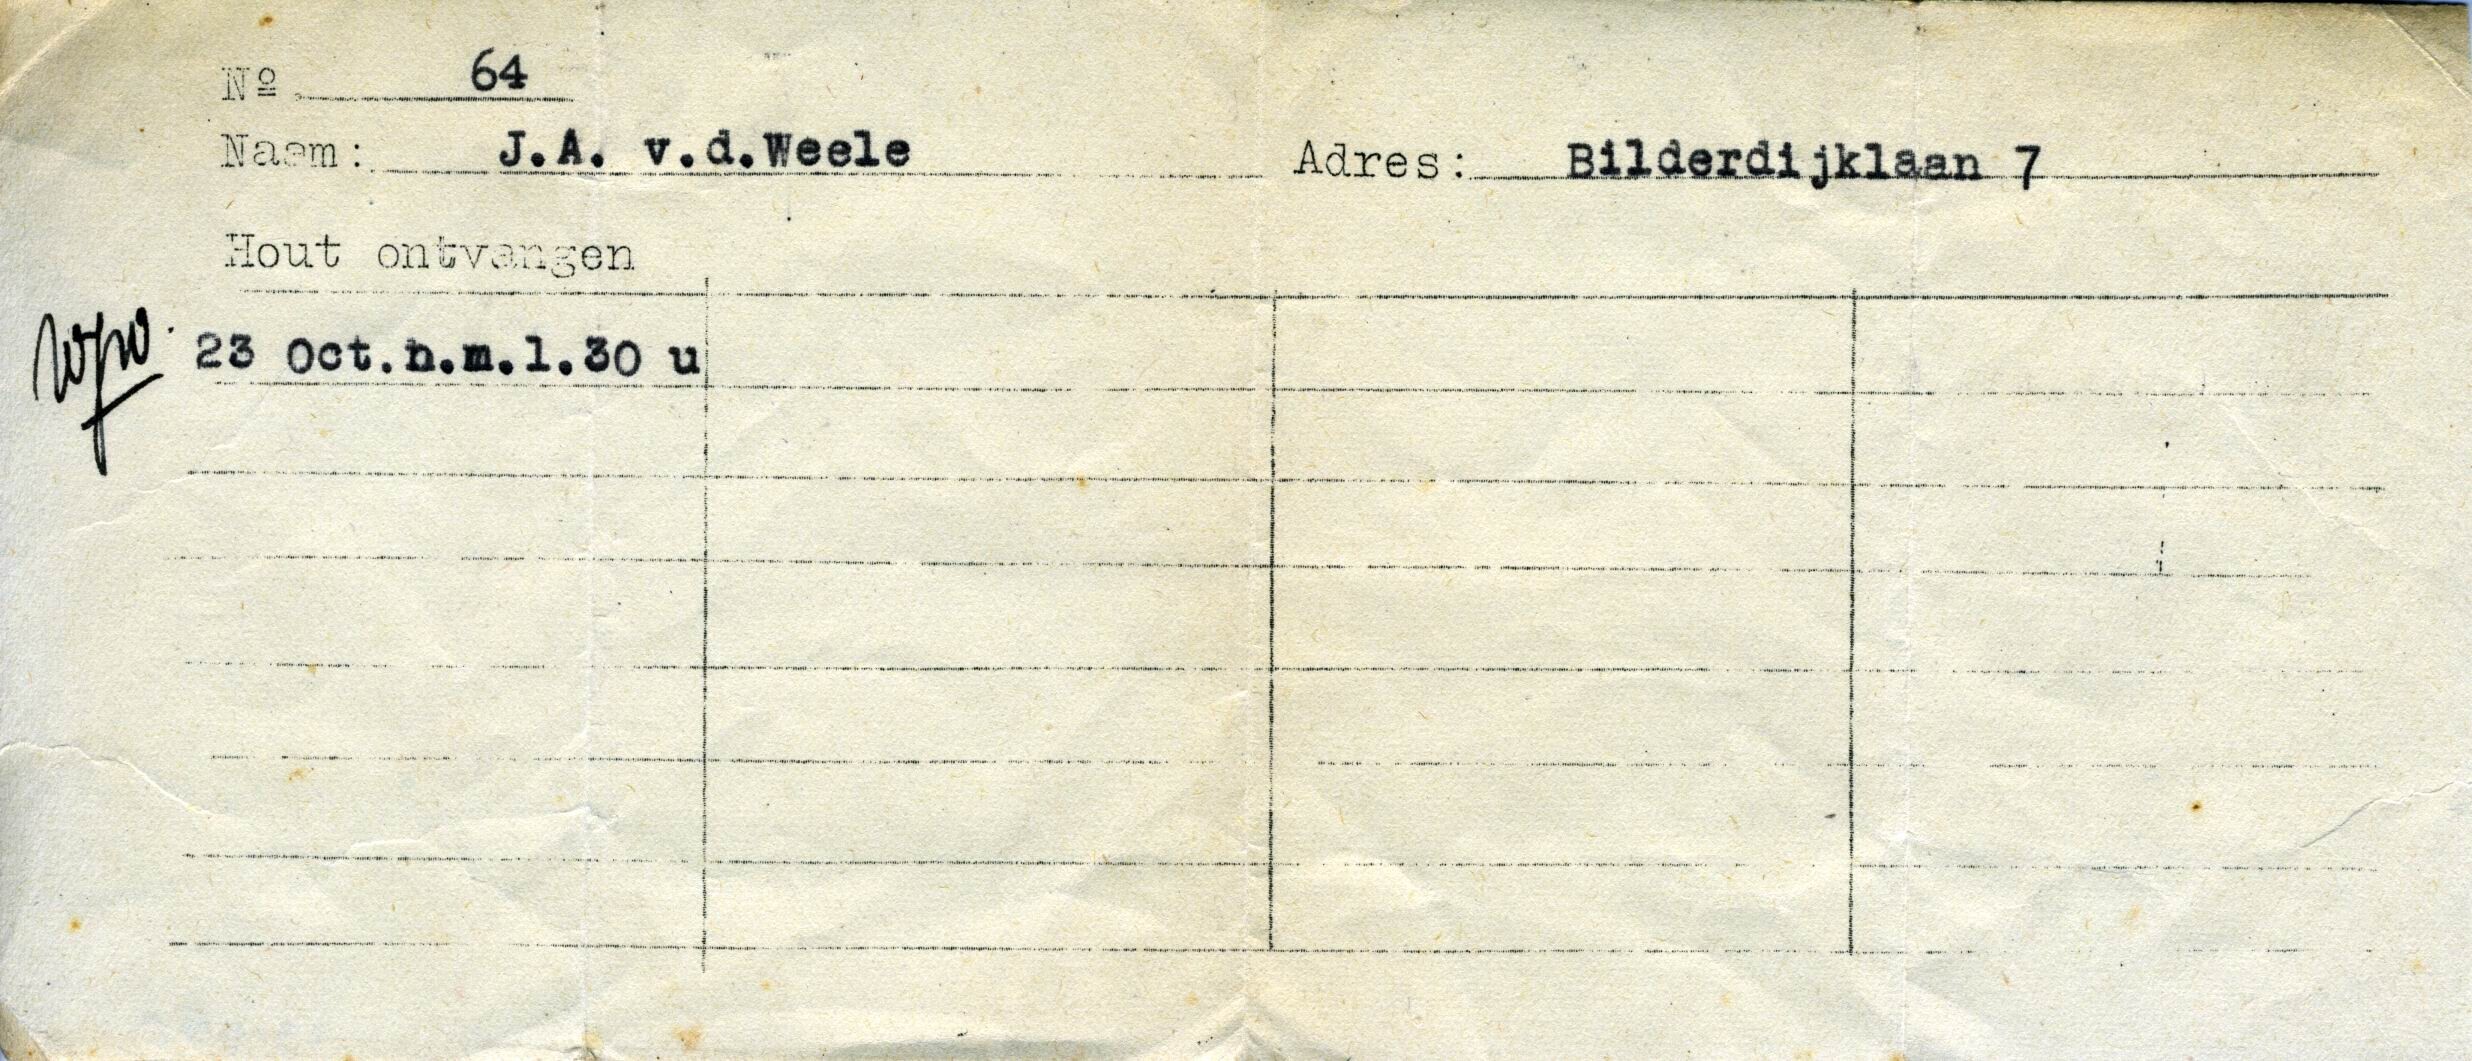 Nº 64
Naam: J.A. v.d.Weele Adres: Bilderdijklaan 7
Hout ontvangen
23 Oct.n.m.1.30 u